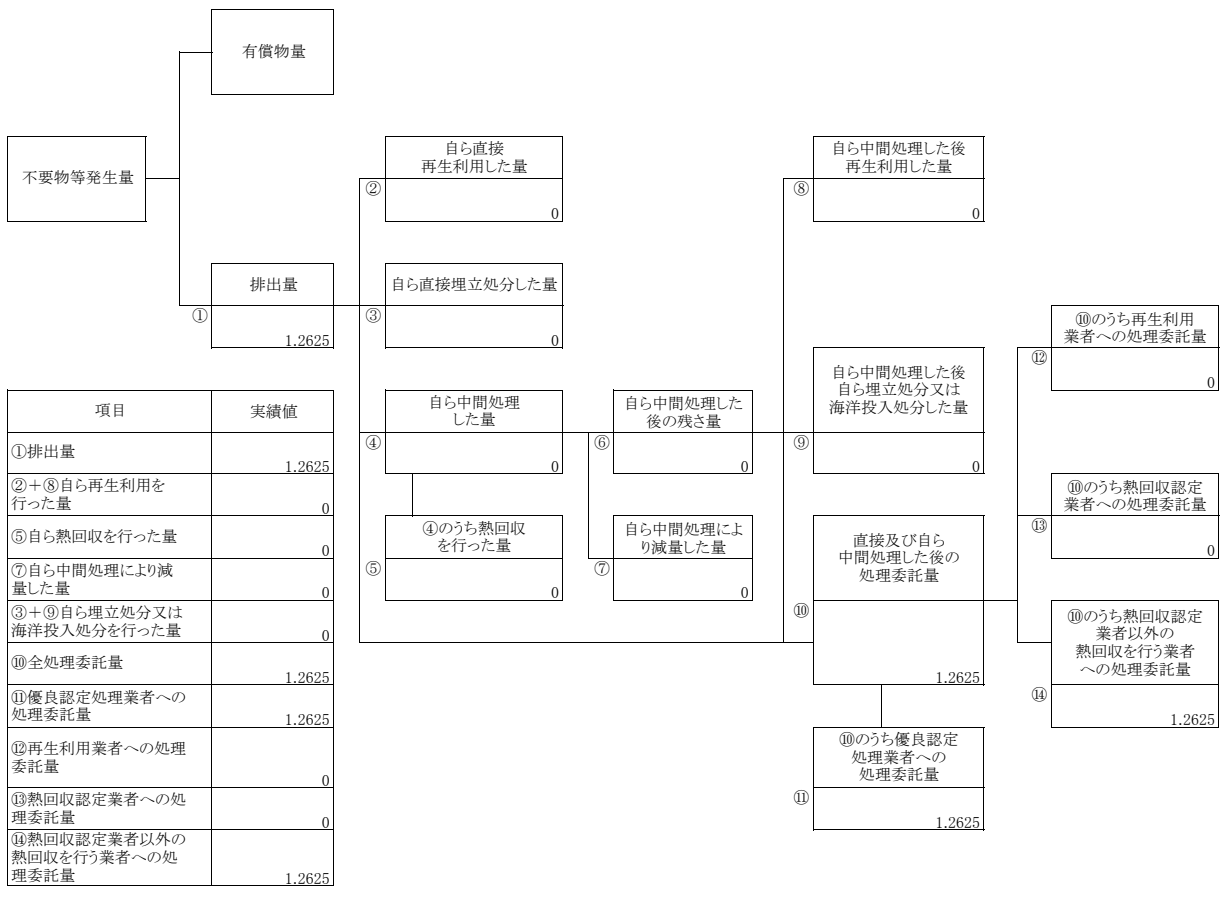 有償物量
不要物等発生量
自ら直接
再生利用した量
②
0
自ら中間処理した後
再生利用した量
⑧
0
排出量
①
1.2625
自ら直接埋立処分した量
③
0
⑩のうち再生利用
業者への処理委託量
⑫
0
自ら中間処理
した量
④
0
自ら中間処理した
後の残さ量
⑥
0
自ら中間処理した後
自ら埋立処分又は
海洋投入処分した量
⑨
0
⑩のうち熱回収認定
業者への処理委託量
⑬
0
④のうち熱回収
を行った量
⑤
0
自ら中間処理によ
り減量した量
⑦
0
直接及び自ら
中間処理した後の
処理委託量
⑩
1.2625
⑩のうち熱回収認定
業者以外の
熱回収を行う業者
への処理委託量
⑭
1.2625
⑩のうち優良認定
処理業者への
処理委託量
⑪
1.2625
項目 実績値
①排出量
1.2625
②＋⑧自ら再生利用を
行った量
0
⑤自ら熱回収を行った量
0
⑦自ら中間処理により減
量した量
0
③＋⑨自ら埋立処分又は
海洋投入処分を行った量
0
⑩全処理委託量
1.2625
⑪優良認定処理業者への
処理委託量
1.2625
⑫再生利用業者への処理
委託量
0
⑬熱回収認定業者への処
理委託量
0
⑭熱回収認定業者以外の
熱回収を行う業者への処
理委託量
1.2625